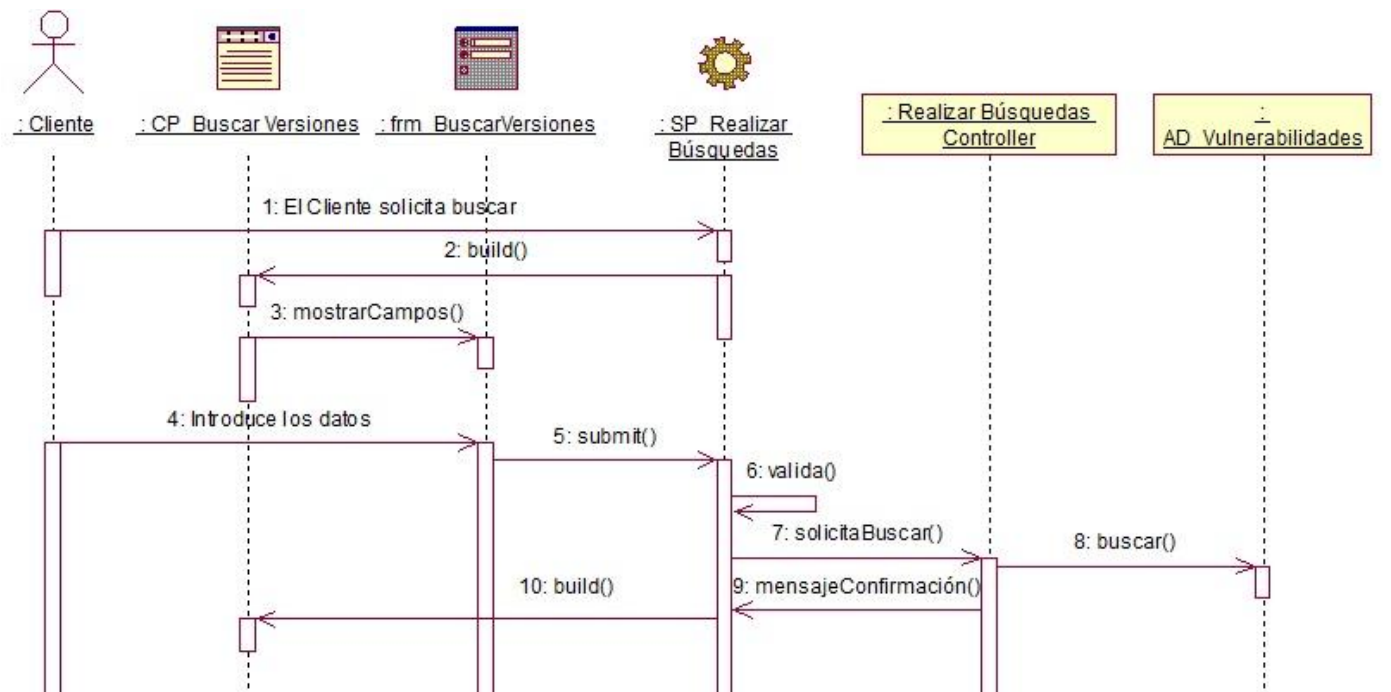 : Cliente
: CP_Buscar Versiones
: frm_BuscarVersiones
: SP_Realizar
Búsquedas
: Realizar Búsquedas
Controller
:
AD_Vulnerabilidades
1: El Cliente solicita buscar
2: build()
3: mostrarCampos()
4: Introduce los datos
5: submit()
6: valida()
7: solicitaBuscar()
8: buscar()
9: mensajeConfirmación()
10: build()